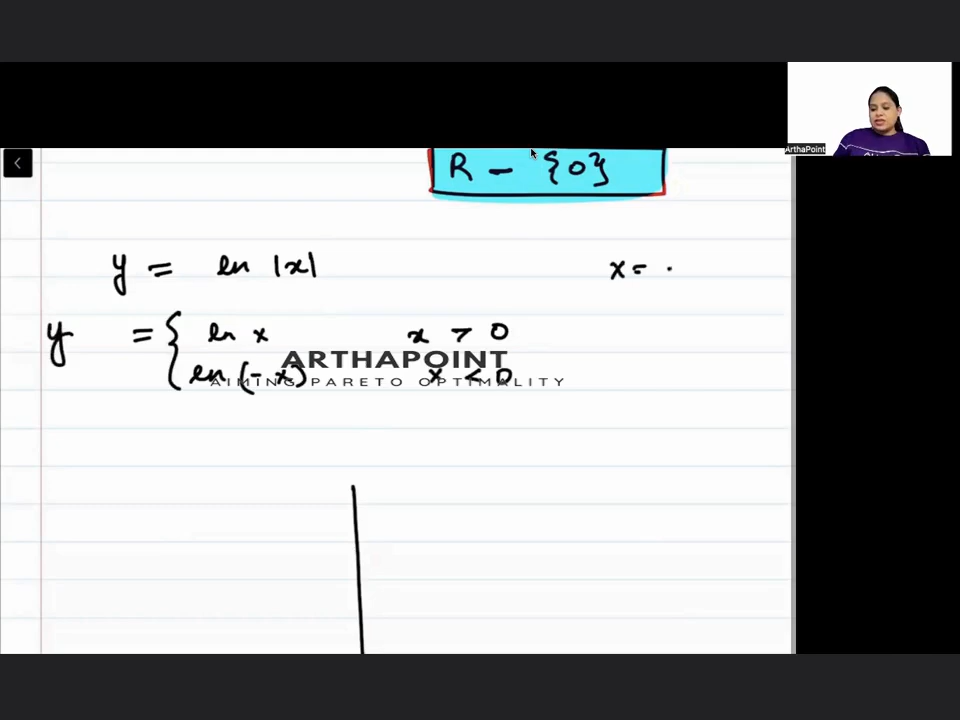 ArthaPoint
R - {0}
y = ln |x|
x = .
y = { ln x x > 0
ln (-x) x < 0
ARTHAPOINT
AIMING PARETO OPTIMALITY